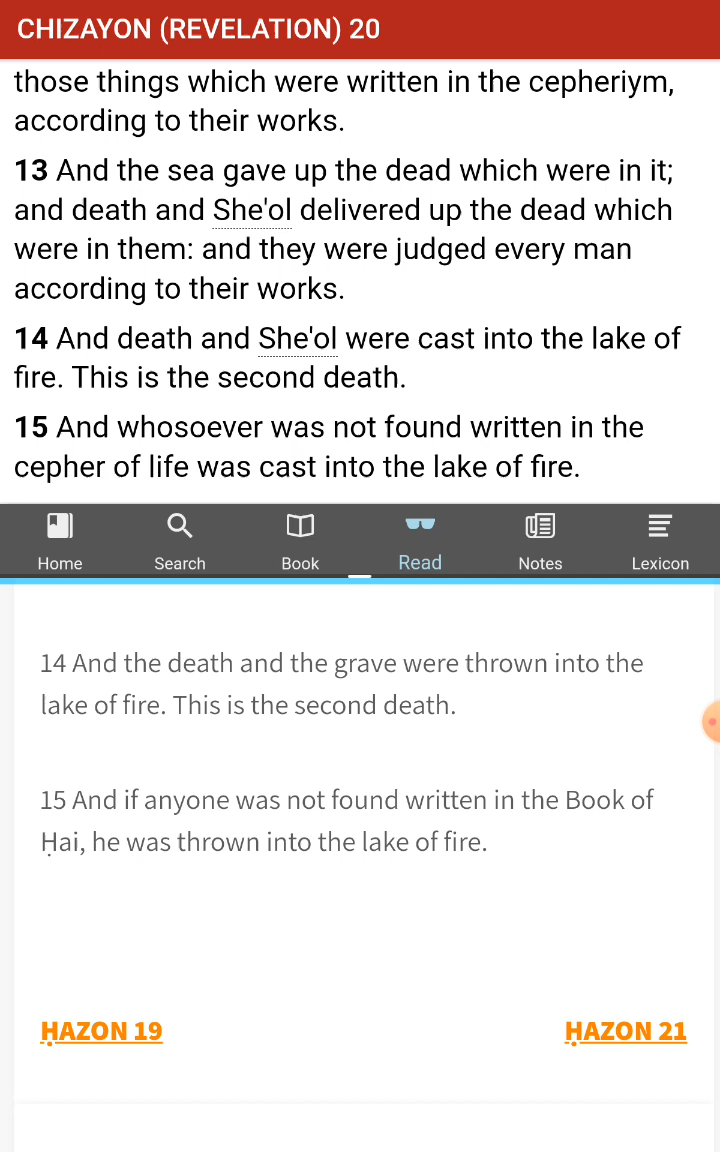 CHIZAYON (REVELATION) 20
those things which were written in the cepheriym,
according to their works.
13 And the sea gave up the dead which were in it;
and death and She'ol delivered up the dead which
were in them: and they were judged every man
according to their works.
14 And death and She'ol were cast into the lake of
fire. This is the second death.
15 And whosoever was not found written in the
cepher of life was cast into the lake of fire.
Home Search Book Read Notes Lexicon
14 And the death and the grave were thrown into the
lake of fire. This is the second death.
15 And if anyone was not found written in the Book of
Ḥai, he was thrown into the lake of fire.
ḤAZON 19 ḤAZON 21